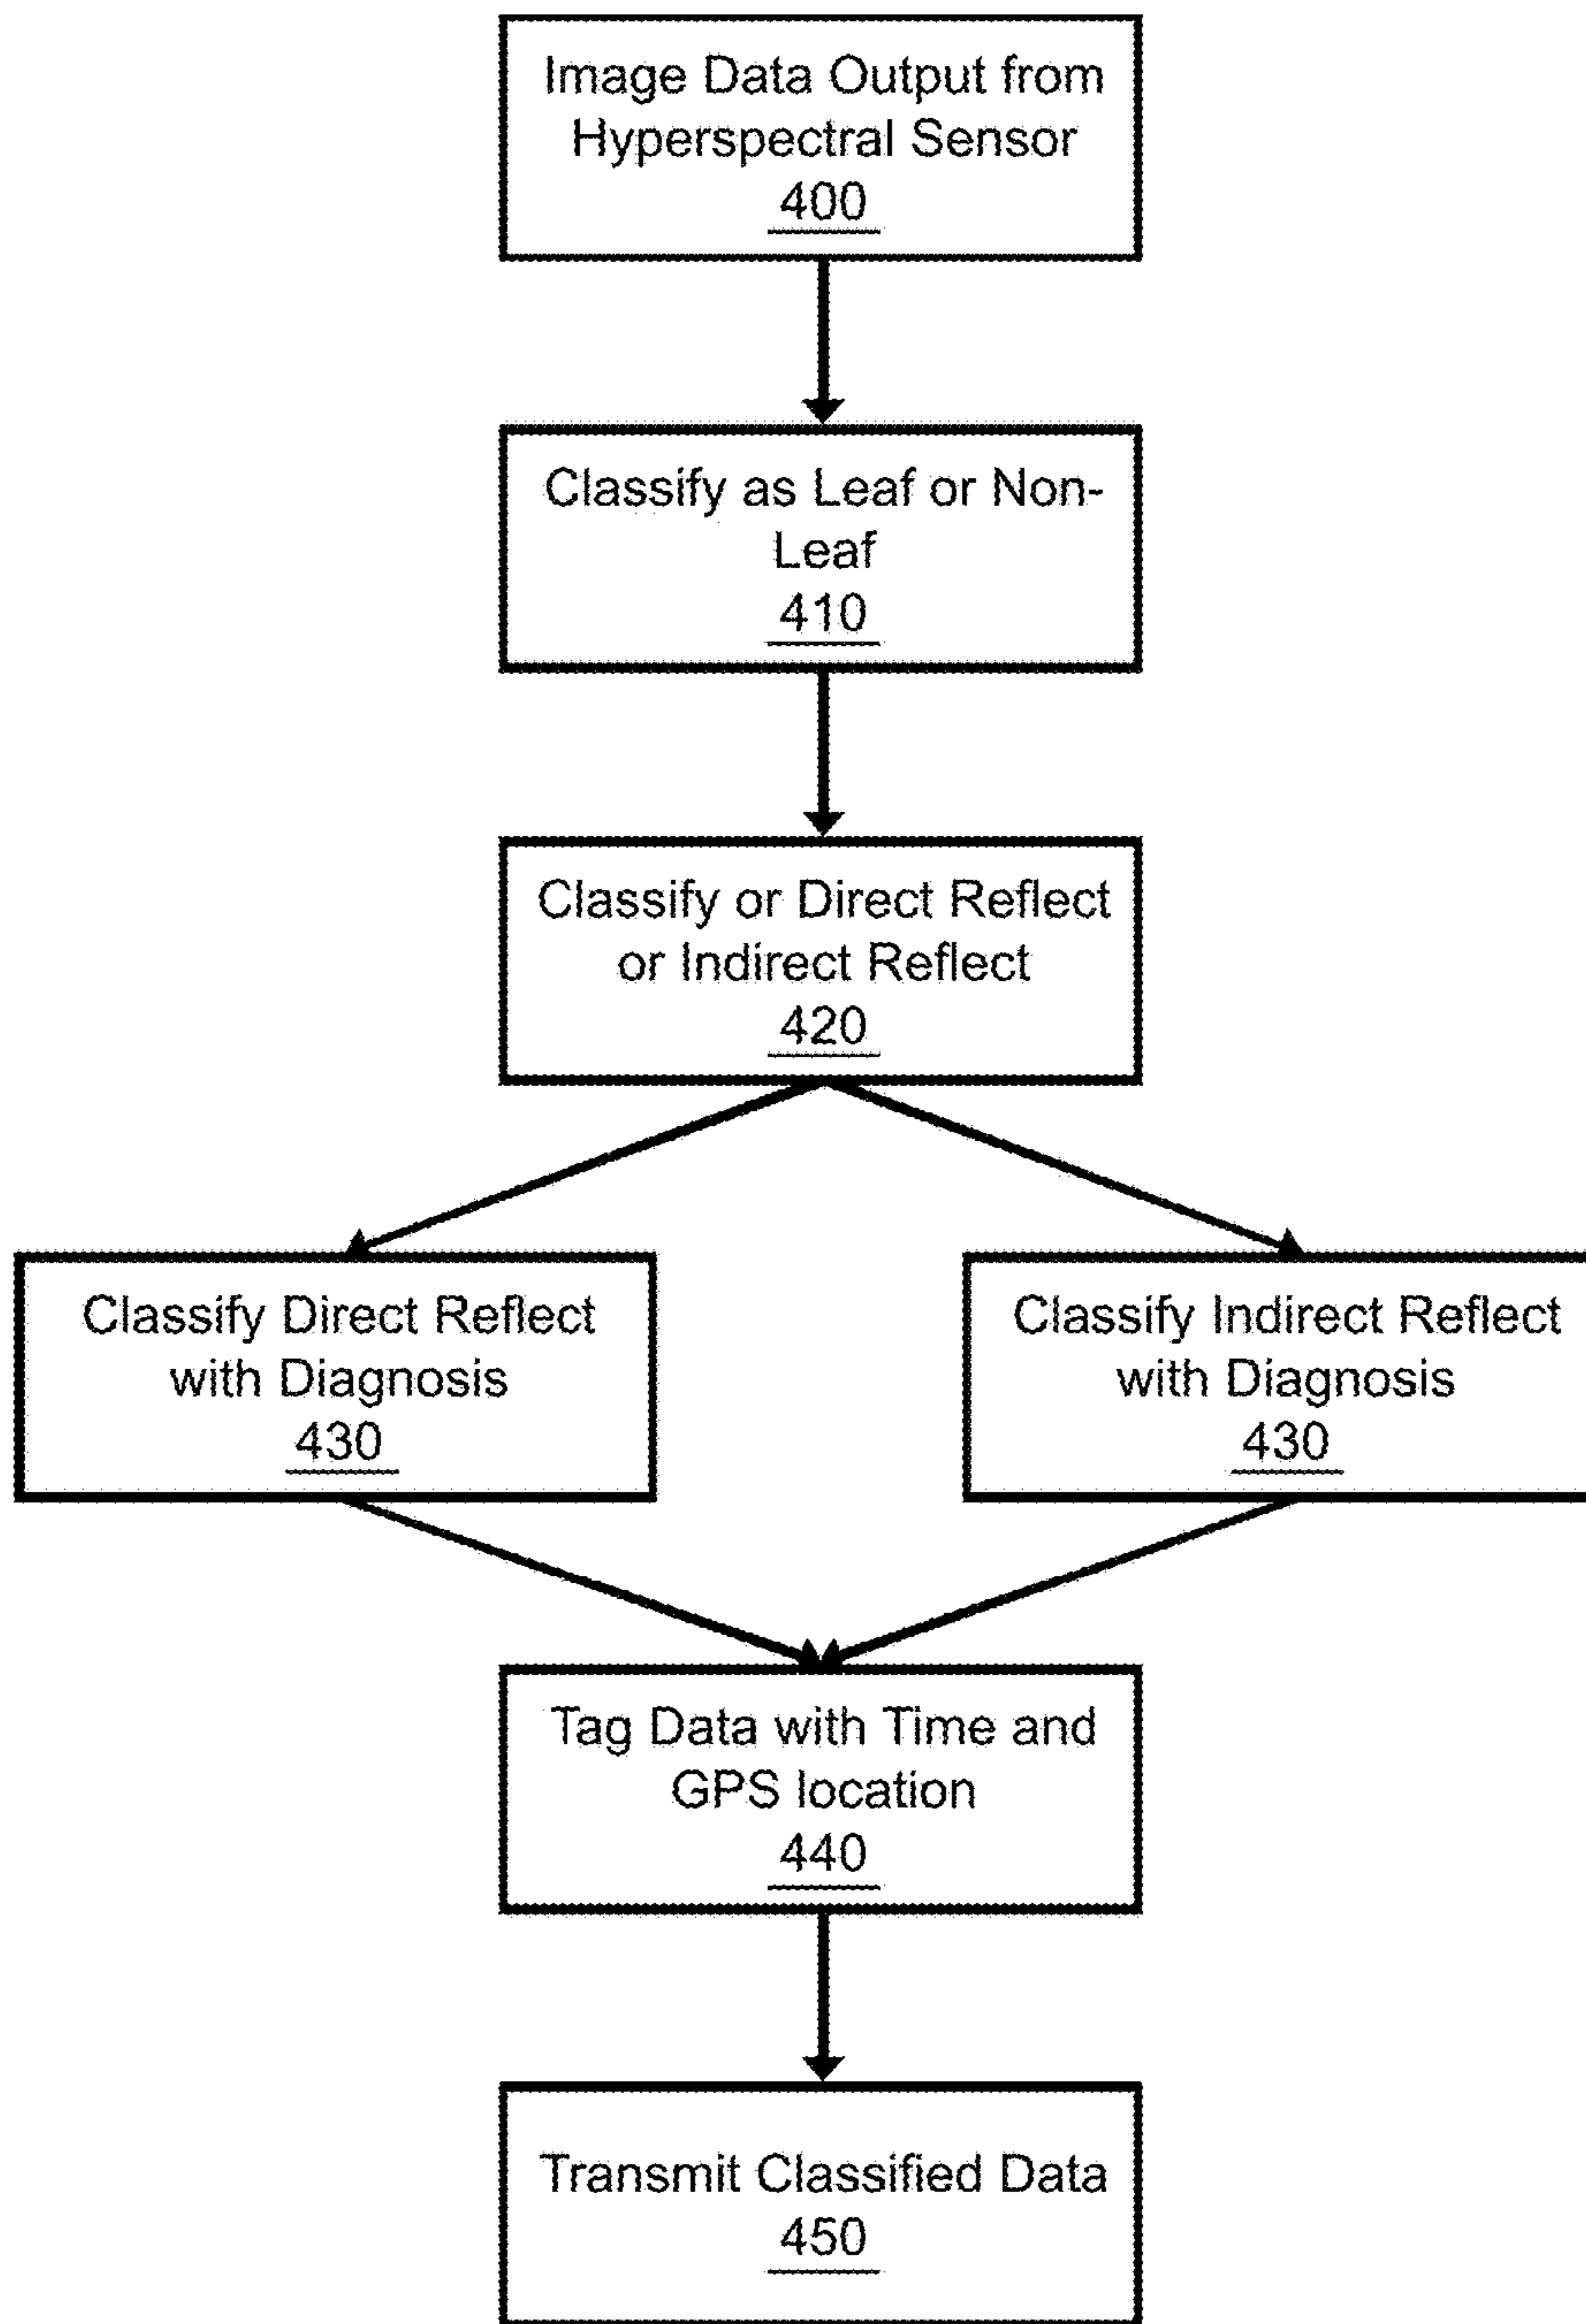 Image Data Output from
Hyperspectral Sensor
400
Classify as Leaf or Non-
Leaf
410
Classify or Direct Reflect
or Indirect Reflect
420
Classify Direct Reflect
with Diagnosis
430
Classify Indirect Reflect
with Diagnosis
430
Tag Data with Time and
GPS location
440
Transmit Classified Data
450